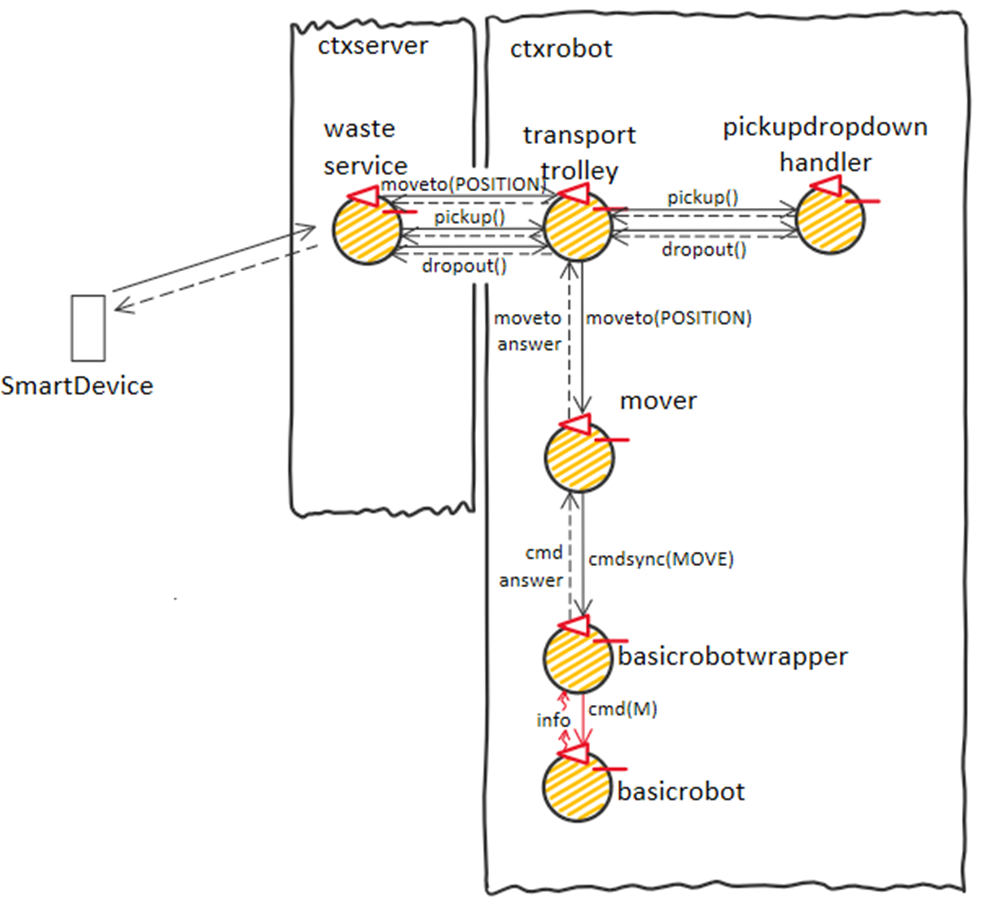 ctxserver
ctxrobot
waste
service
transport
trolley
pickupdropdown
handler
moveto(POSITION)
pickup()
dropout()
pickup()
dropout()
SmartDevice
moveto
answer
moveto(POSITION)
mover
cmd
answer
cmdsync(MOVE)
basicrobotwrapper
info
cmd(M)
basicrobot